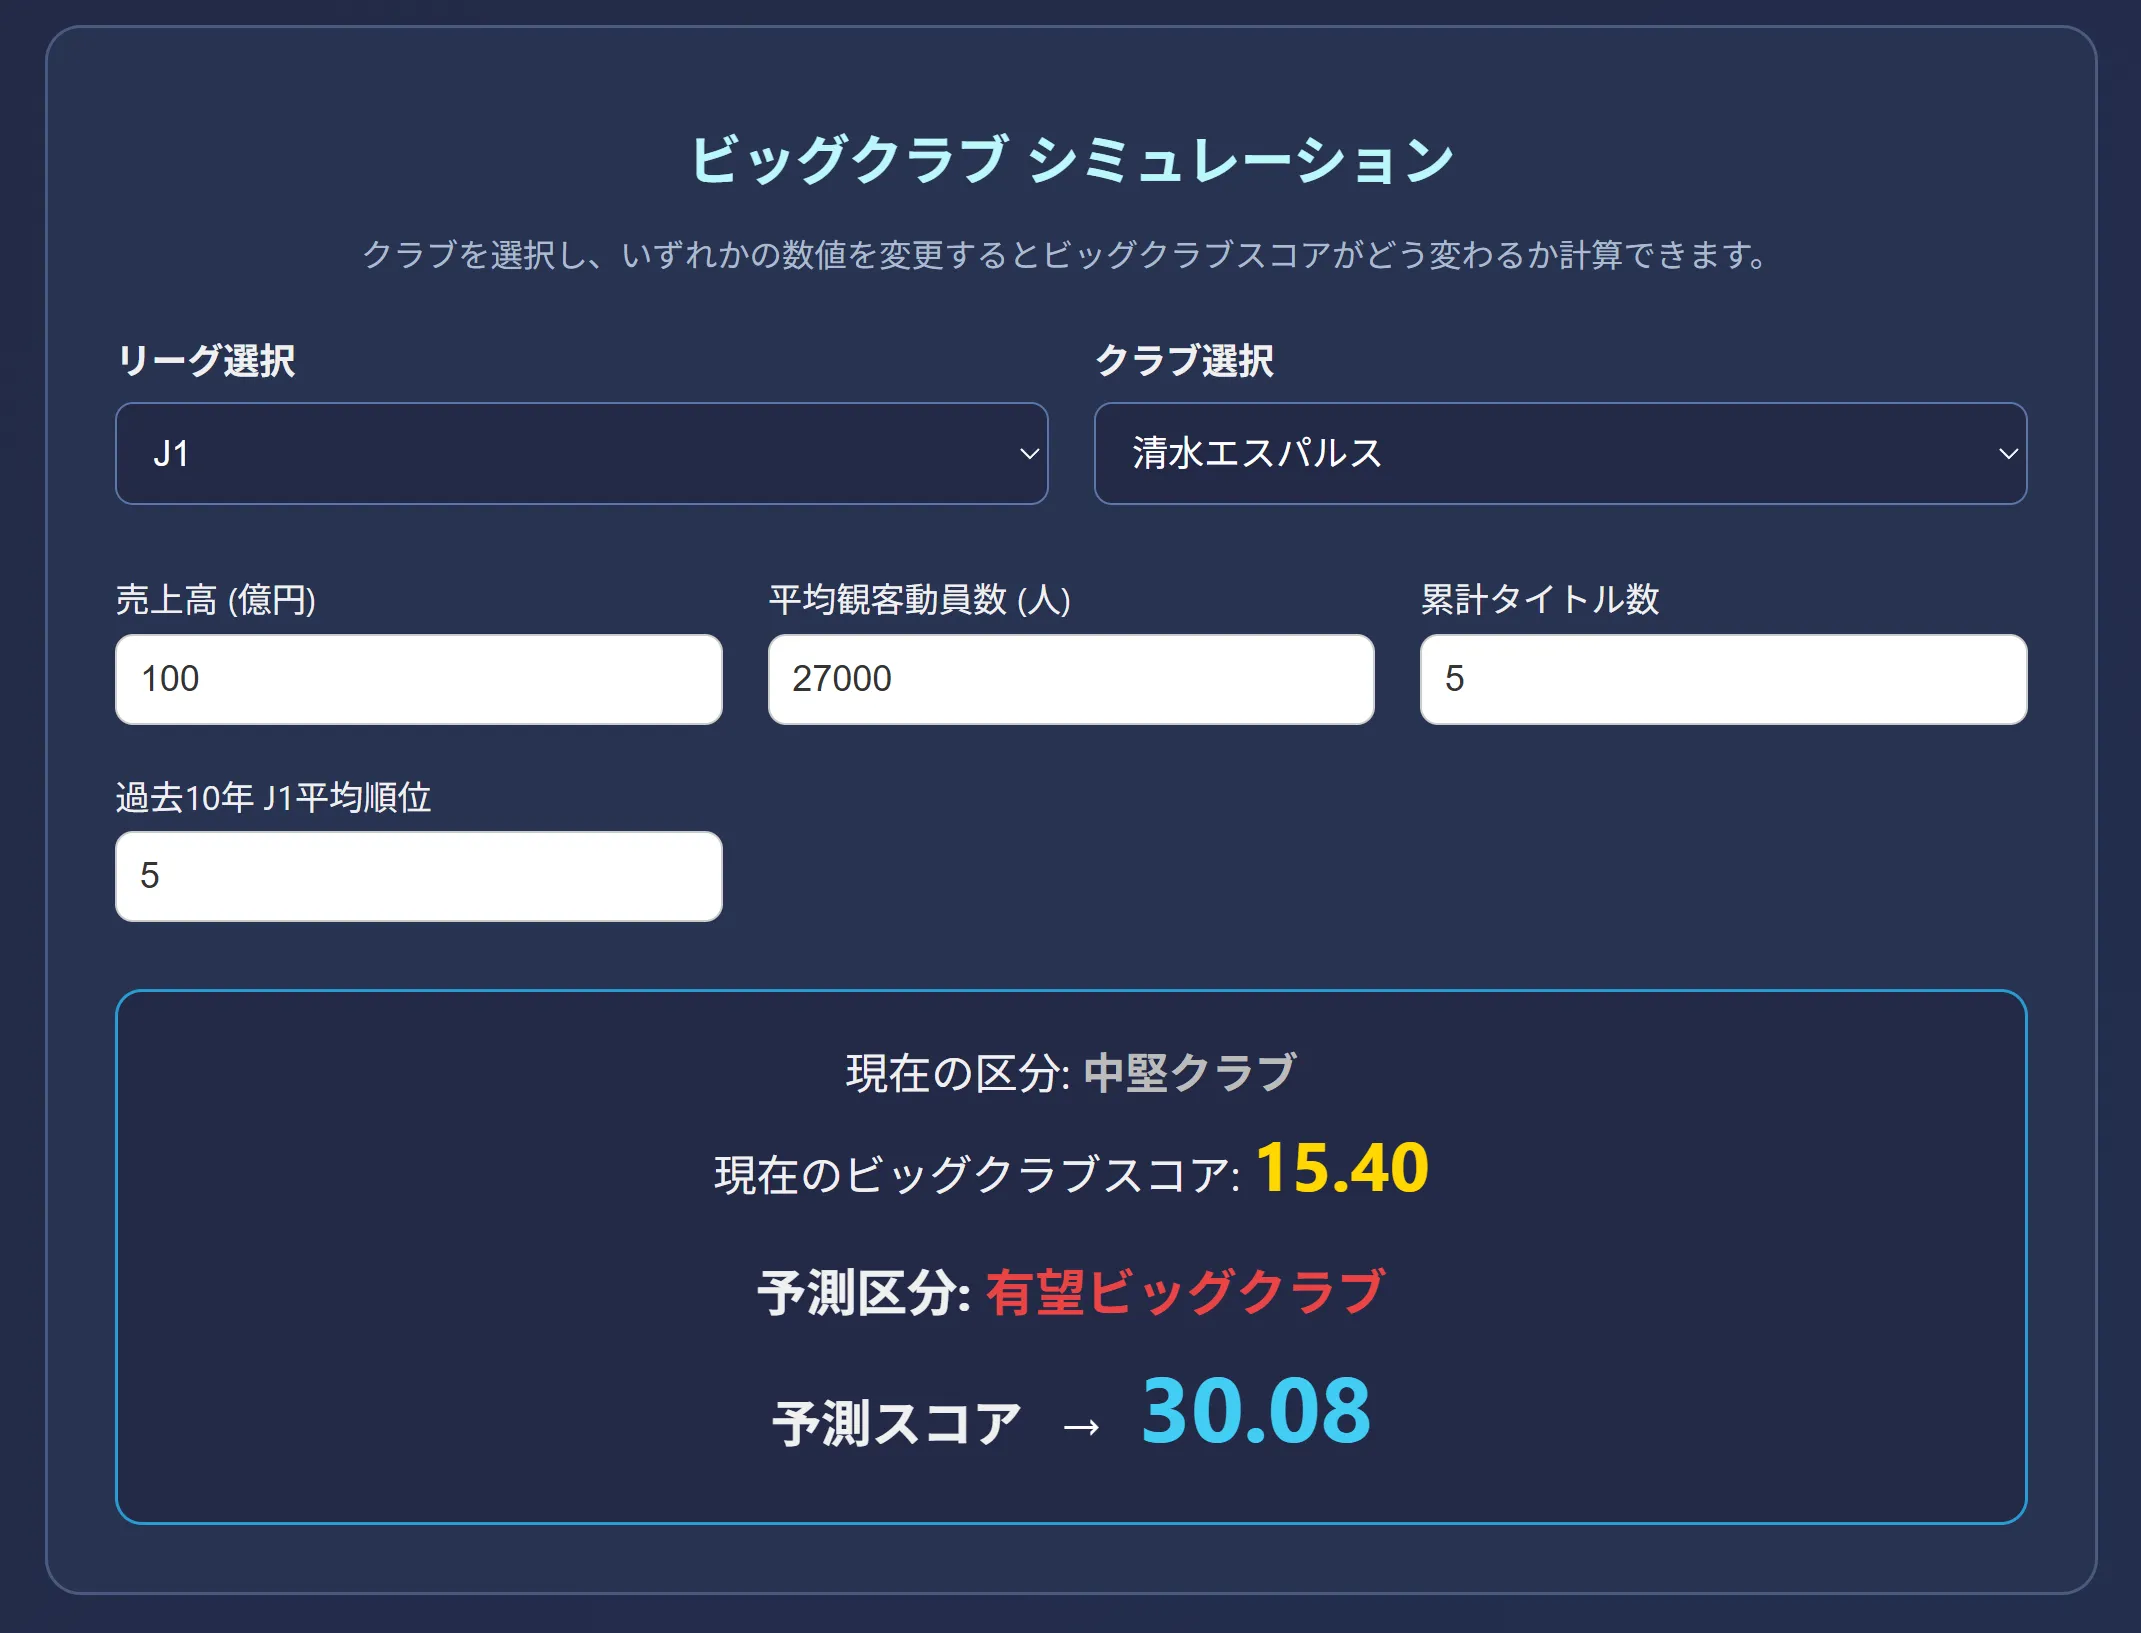 ビッグクラブ シミュレーション
クラブを選択し、いずれかの数値を変更するとビッグクラブスコアがどう変わるか計算できます。
リーグ選択
クラブ選択
J1
清水エスパルス
売上高 (億円)
平均観客動員数 (人)
累計タイトル数
100
27000
5
過去10年 J1平均順位
5
現在の区分: 中堅クラブ
現在のビッグクラブスコア: 15.40
予測区分: 有望ビッグクラブ
予測スコア → 30.08